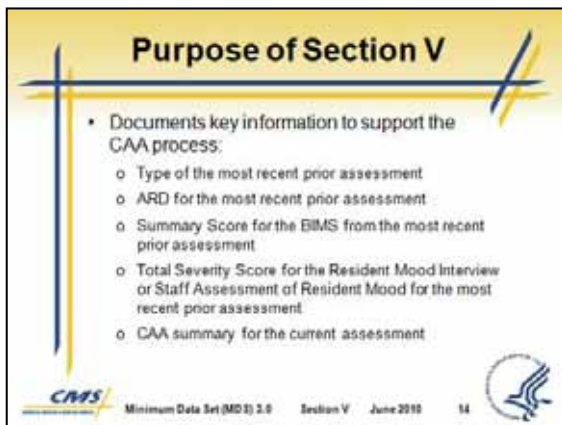 Purpose of Section V
• Documents key information to support the
CAA process:
o Type of the most recent prior assessment
o ARD for the most recent prior assessment
o Summary Score for the BIMS from the most recent
prior assessment
o Total Severity Score for the Resident Mood Interview
or Staff Assessment of Resident Mood for the most
recent prior assessment
o CAA summary for the current assessment
CMS
Minimum Data Set (MDS) 3.0 Section V June 2010 14